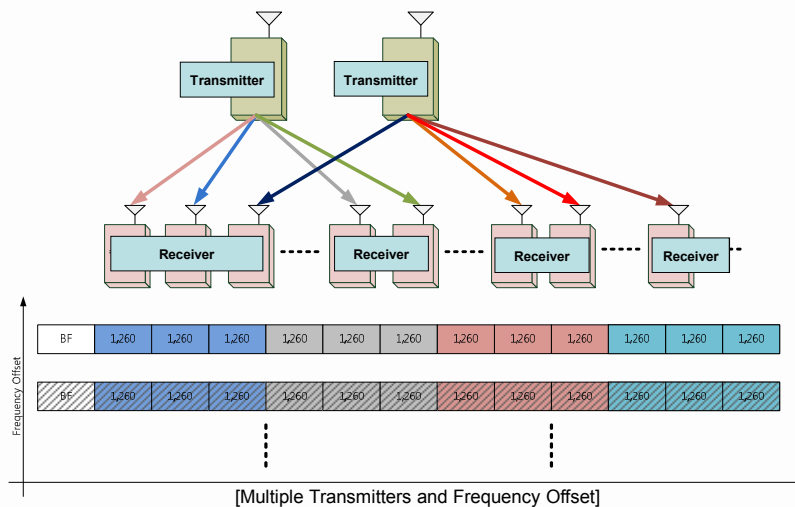 Transmitter Transmitter
Receiver Receiver Receiver Receiver
Frequency Offset
BF 1,260 1,260 1,260 1,260 1,260 1,260 1,260 1,260 1,260 1,260 1,260 1,260
BF 1,260 1,260 1,260 1,260 1,260 1,260 1,260 1,260 1,260 1,260 1,260 1,260
[Multiple Transmitters and Frequency Offset]